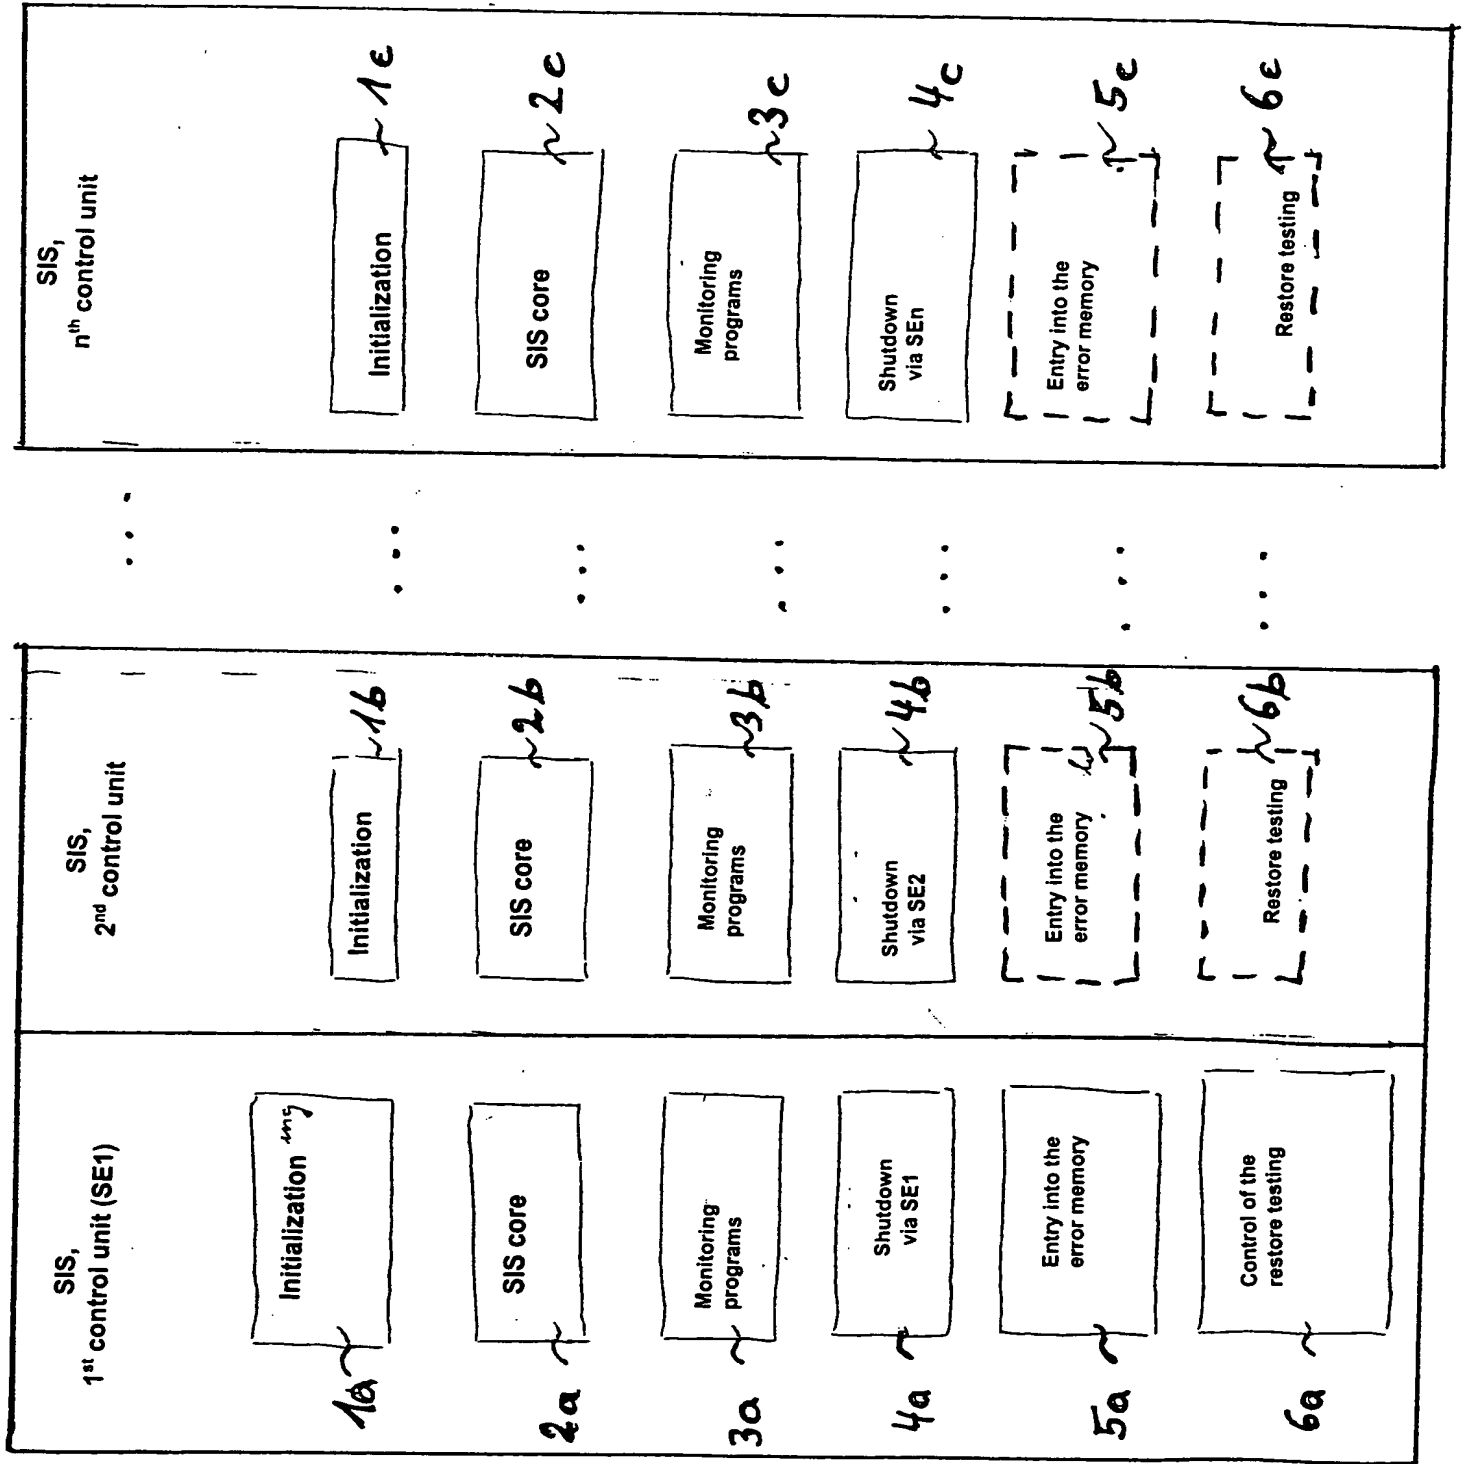 SIS,
1st control unit (SE1)
Initialization ing
1a
SIS core
2a
Monitoring
programs
3a
Shutdown
via SE1
4a
Entry into the
error memory
5a
Control of the
restore testing
6a
SIS,
2nd control unit
Initialization
1b
SIS core
2b
Monitoring
programs
3b
Shutdown
via SE2
4b
Entry into the
error memory
5b
Restore testing
6b
...
...
...
...
...
...
...
SIS,
nth control unit
Initialization
1c
SIS core
2c
Monitoring
programs
3c
Shutdown
via SEn
4c
Entry into the
error memory
5c
Restore testing
6c